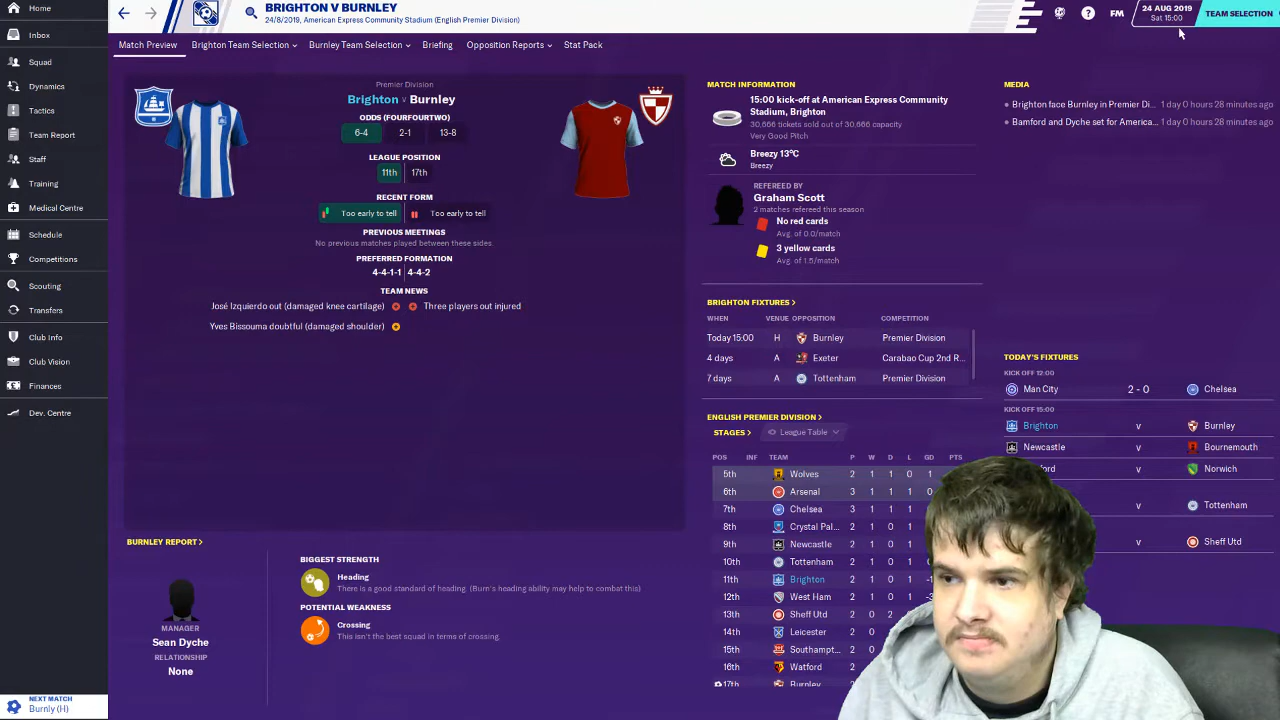 BRIGHTON V BURNLEY
24/8/2019, American Express Community Stadium (English Premier Division)
FM
24 AUG 2019
Sat 15:00
TEAM SELECTION
Home
Inbox
Squad
Tactics
Team Report
Staff
Training
Medical Centre
Schedule
Competitions
Scouting
Transfers
Club Info
Club Vision
Finances
Dev. Centre
NEXT MATCH
Burnly (H)
Match Preview
Brighton Team Selection
Burnley Team Selection
Briefing
Opposition Reports
Stat Pack
Premier Division
Brighton v Burnley
ODDS (FOURFOURTWO)
6-4 2-1 13-8
LEAGUE POSITION
11th 17th
RECENT FORM
Too early to tell Too early to tell
PREVIOUS MEETINGS
No previous matches played between these sides.
PREFERRED FORMATION
4-4-1-1 4-4-2
TEAM NEWS
José Izquierdo out (damaged knee cartilage) Three players out injured
Yves Bissouma doubtful (damaged shoulder)
BURNLEY REPORT
MANAGER
Sean Dyche
RELATIONSHIP
None
BIGGEST STRENGTH
Heading
There is a good standard of heading. (Burn's heading ability may help to combat this)
POTENTIAL WEAKNESS
Crossing
This isn't the best squad in terms of crossing.
MATCH INFORMATION
15:00 kick-off at American Express Community
Stadium, Brighton
30,666 tickets sold out of 30,666 capacity
Very Good Pitch
Breezy 13°C
Breezy
REFEREED BY
Graham Scott
2 matches refereed this season
No red cards
Avg. of 0.0/match
3 yellow cards
Avg. of 1.5/match
BRIGHTON FIXTURES
WHEN VENUE OPPOSITION COMPETITION
Today 15:00 H Burnley Premier Division
4 days A Exeter Carabao Cup 2nd R...
7 days A Tottenham Premier Division
ENGLISH PREMIER DIVISION
STAGES League Table
POS INF TEAM P W D L GD PTS
5th Wolves 2 1 1 0 1
6th Arsenal 3 1 1 1 0
7th Chelsea 3 1 1 1
8th Crystal Pal... 2 1 0 1
9th Newcastle 2 1 0 1
10th Tottenham 2 1 0 1
11th Brighton 2 1 0 1 -1
12th West Ham 2 1 0 1 -3
13th Sheff Utd 2 0 2
14th Leicester 2 0
15th Southampt... 2 0
16th Watford 2
17th Burnley
MEDIA
Brighton face Burnley in Premier Di... 1 day 0 hours 28 minutes ago
Bamford and Dyche set for America... 1 day 0 hours 28 minutes ago
TODAY'S FIXTURES
KICK OFF 12:00
Man City 2 - 0 Chelsea
KICK OFF 15:00
Brighton v Burnley
Newcastle v Bournemouth
v Norwich
v Tottenham
v Sheff Utd